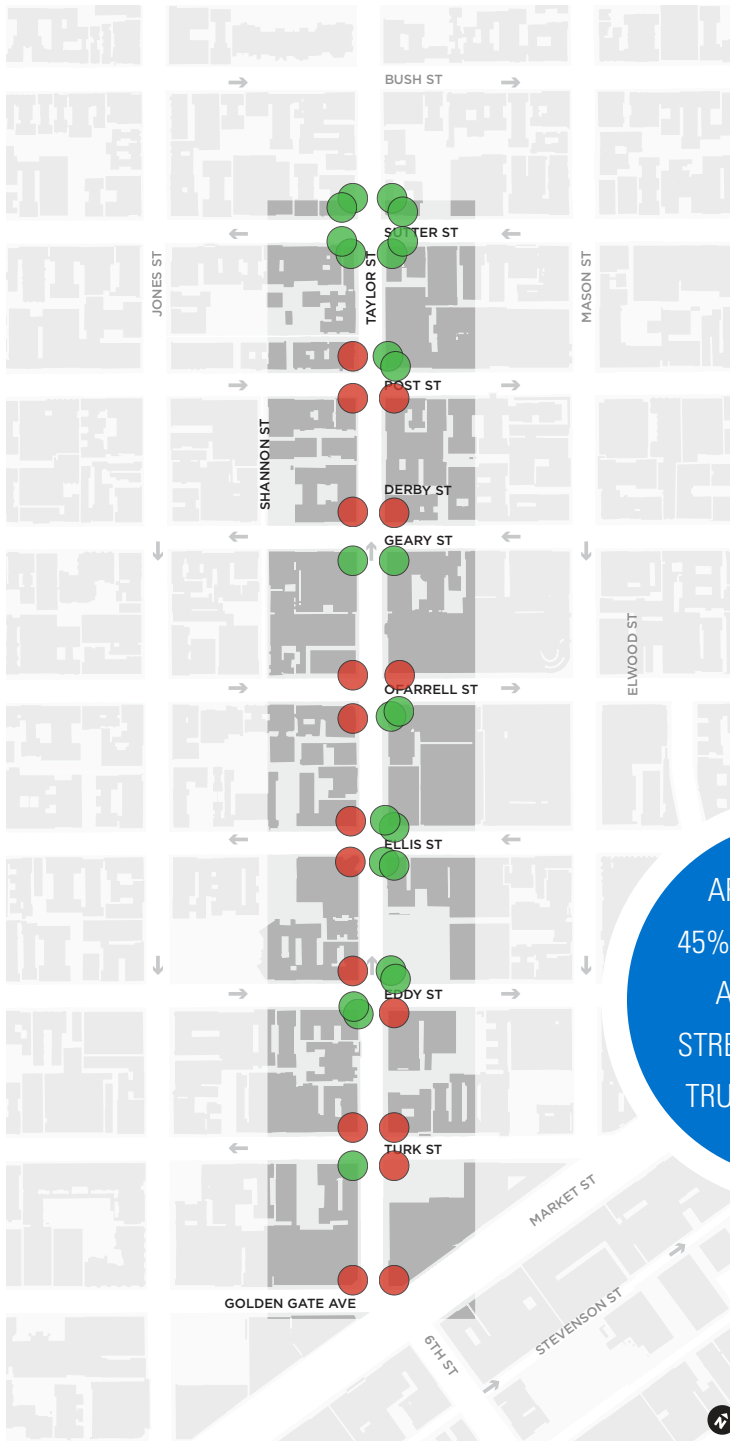 BUSH ST
SUTTER ST
JONES ST
TAYLOR ST
MASON ST
POST ST
SHANNON ST
DERBY ST
GEARY ST
ELWOOD ST
OFARRELL ST
ELLIS ST
45%
A
STRE
TRU
EDDY ST
TURK ST
MARKET ST
GOLDEN GATE AVE
STEVENSON ST
6TH ST
N